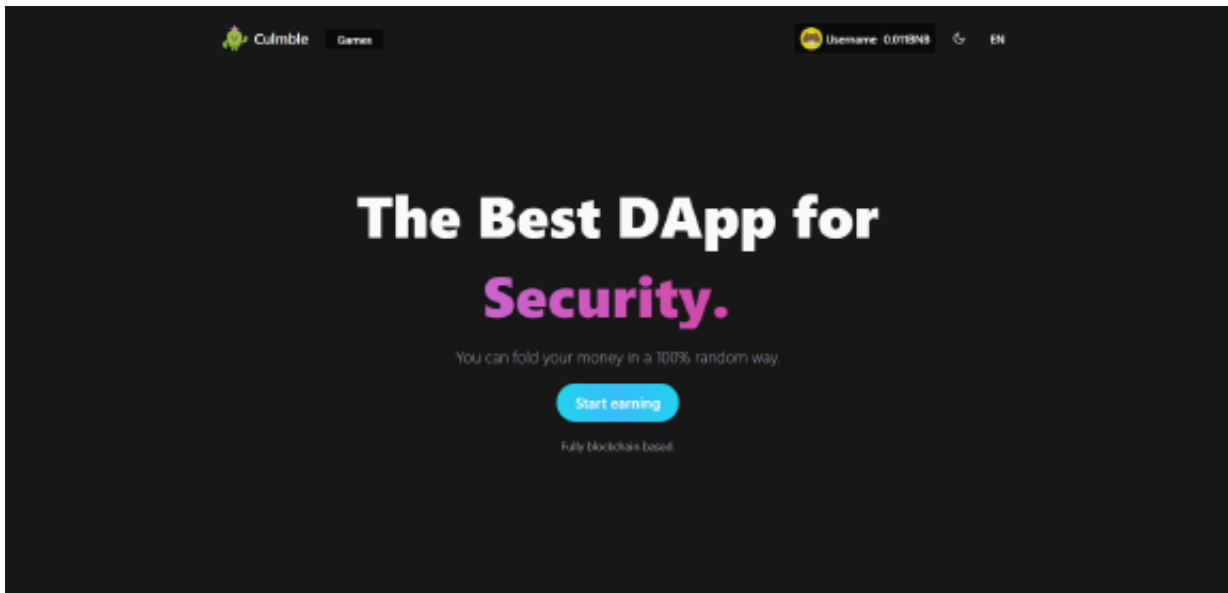 Culmble Games Username 0.011BNB EN
The Best DApp for
Security.
You can fold your money in a 100% random way.
Start earning
Fully blockchain based.